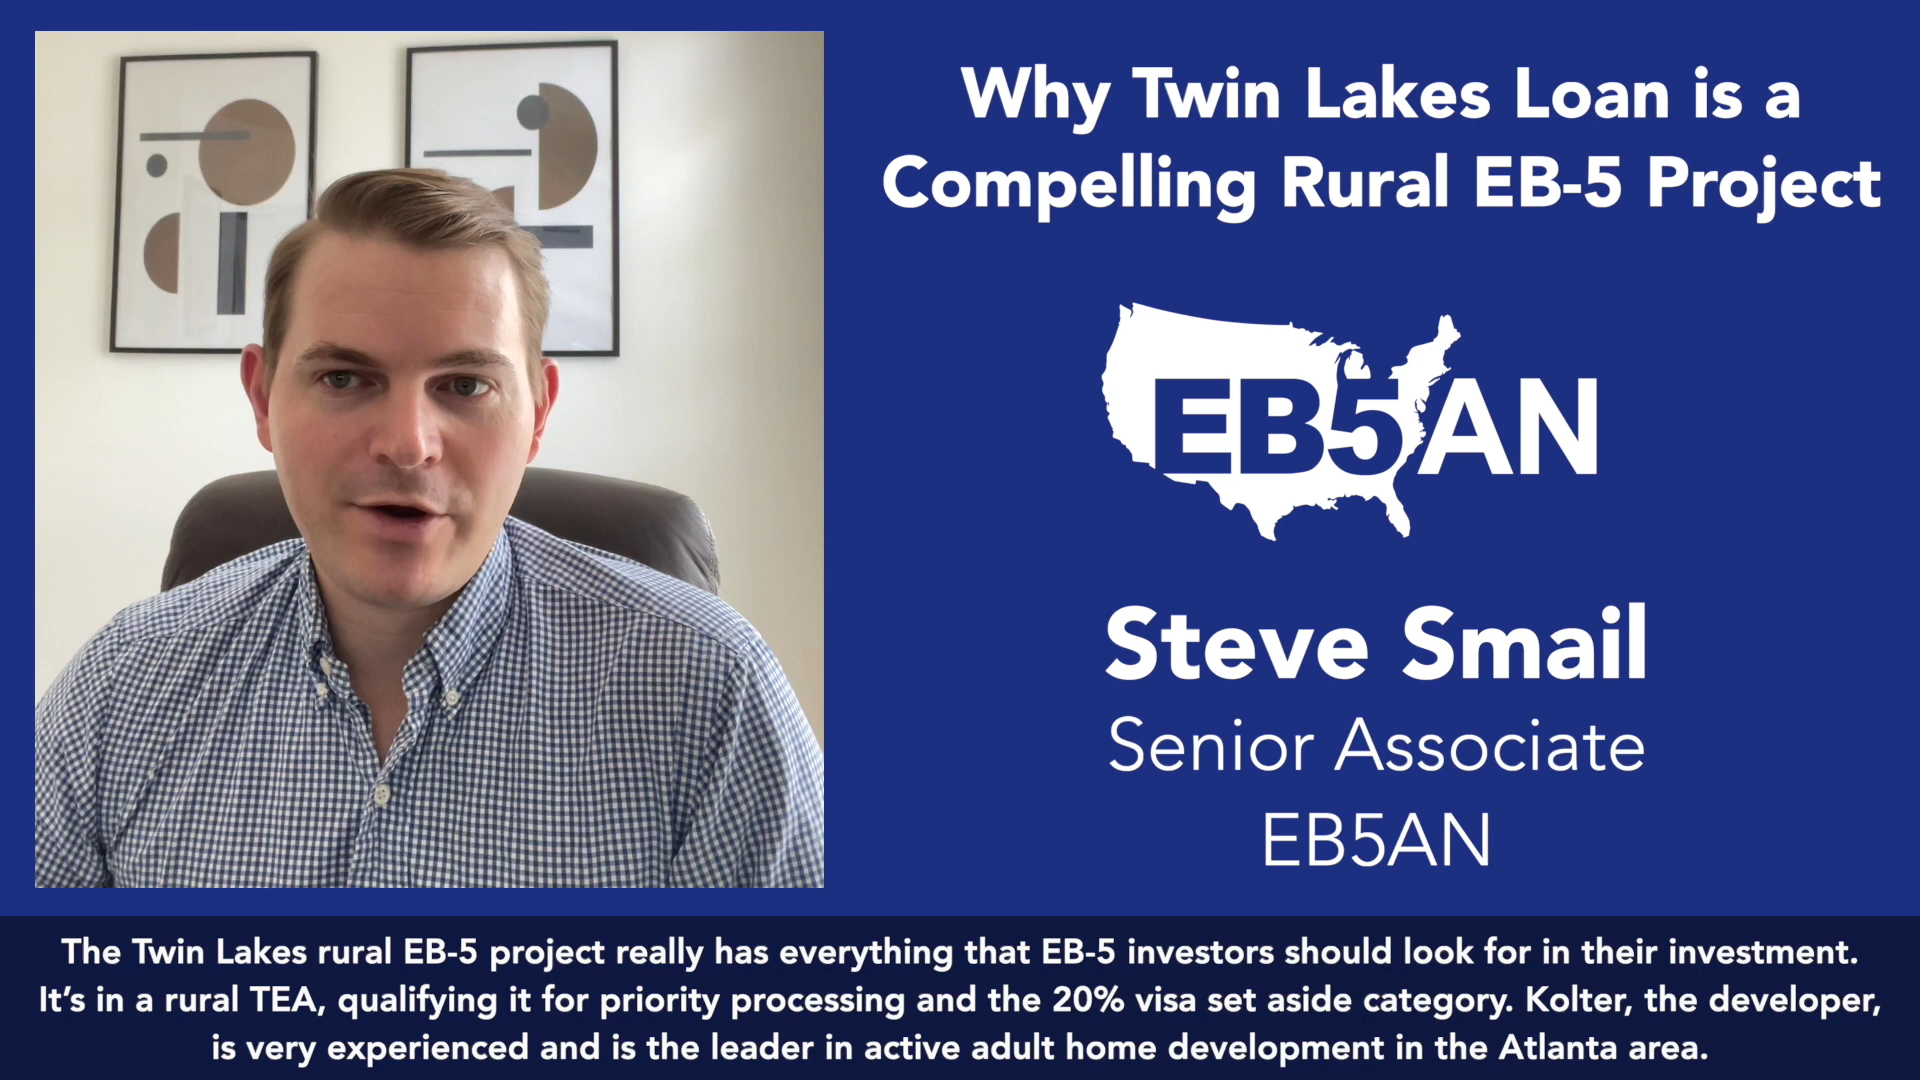 Why Twin Lakes Loan is a
Compelling Rural EB-5 Project
EB5AN
Steve Smail
Senior Associate
EB5AN
The Twin Lakes rural EB-5 project really has everything that EB-5 investors should look for in their investment.
It’s in a rural TEA, qualifying it for priority processing and the 20% visa set aside category. Kolter, the developer,
is very experienced and is the leader in active adult home development in the Atlanta area.